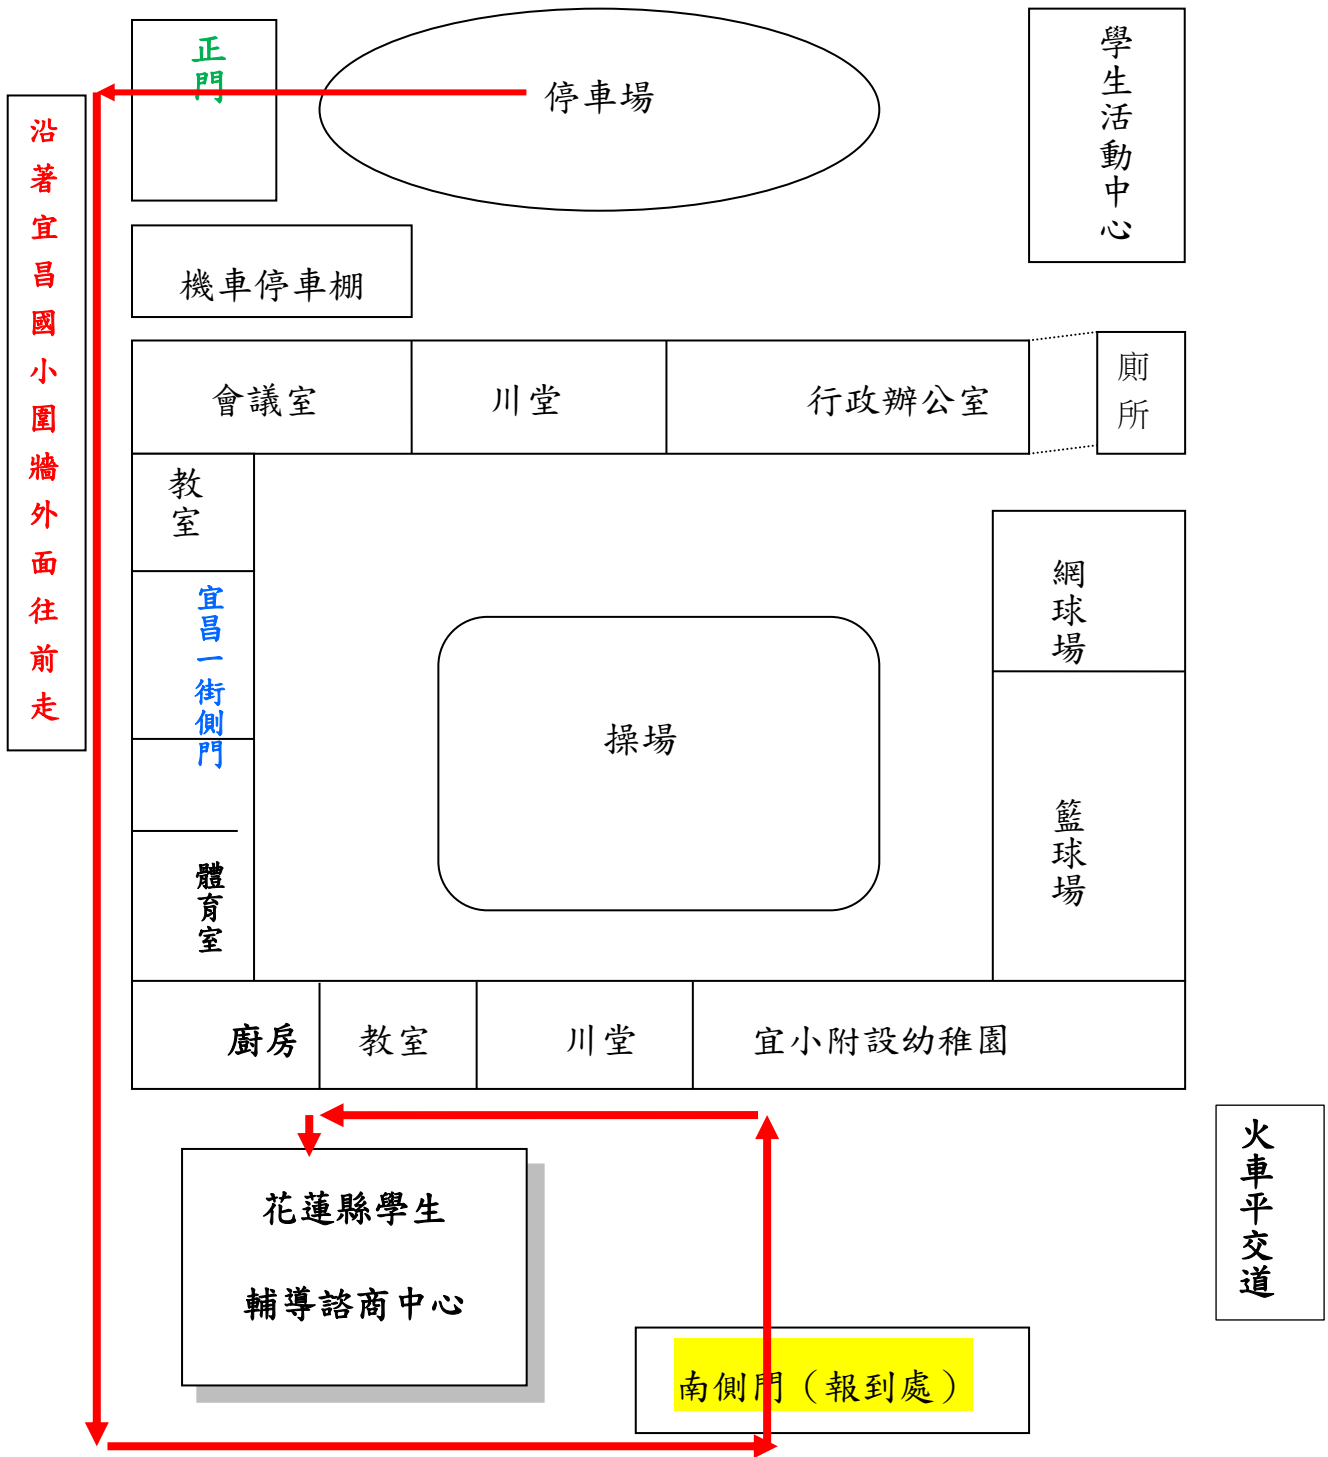 正門
停車場
學生活動中心
沿著宜昌國小圍牆外面往前走
機車停車棚
會議室
川堂
行政辦公室
廁所
教室
宜昌一街側門
網球場
操場
籃球場
體育室
廚房
教室
川堂
宜小附設幼稚園
火車平交道
花蓮縣學生
輔導諮商中心
南側門（報到處）